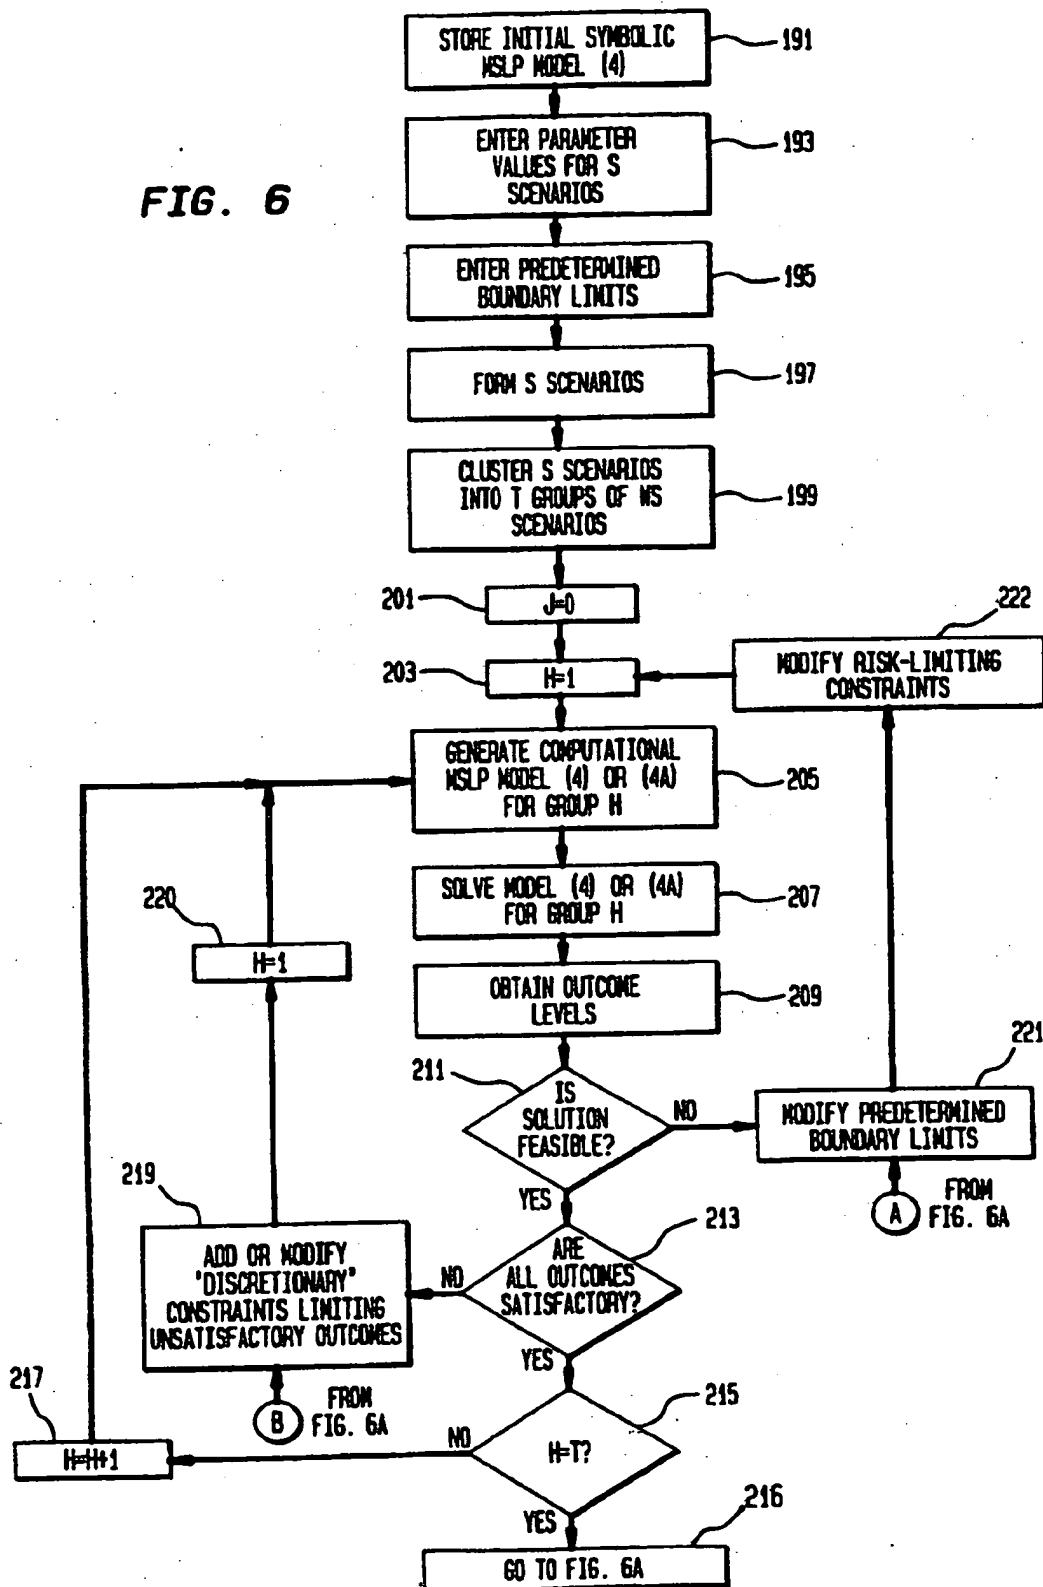 FIG. 6
STORE INITIAL SYMBOLIC
MSLP MODEL (4)
191
ENTER PARAMETER
VALUES FOR S
SCENARIOS
193
ENTER PREDETERMINED
BOUNDARY LIMITS
195
FORM S SCENARIOS
197
CLUSTER S SCENARIOS
INTO T GROUPS OF WS
SCENARIOS
199
201
J=0
203
H=1
222
MODIFY RISK-LIMITING
CONSTRAINTS
GENERATE COMPUTATIONAL
MSLP MODEL (4) OR (4A)
FOR GROUP H
205
SOLVE MODEL (4) OR (4A)
FOR GROUP H
207
220
H=1
OBTAIN OUTCOME
LEVELS
209
211
IS
SOLUTION
FEASIBLE?
NO
YES
221
MODIFY PREDETERMINED
BOUNDARY LIMITS
A
FROM
FIG. 6A
219
ADD OR MODIFY
"DISCRETIONARY"
CONSTRAINTS LIMITING
UNSATISFACTORY OUTCOMES
NO
213
ARE
ALL OUTCOMES
SATISFACTORY?
YES
B
FROM
FIG. 6A
217
H=H+1
NO
215
H=T?
YES
216
GO TO FIG. 6A